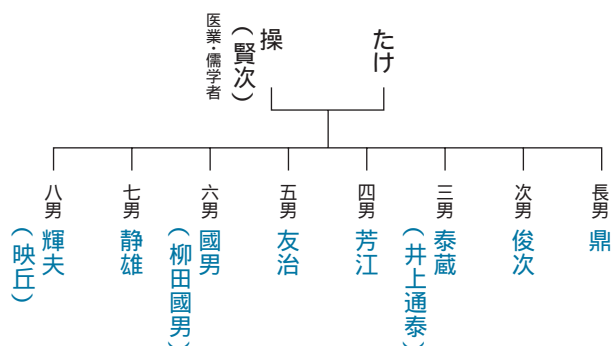 たけ
操
(賢次)
医業・儒学者
長男
鼎
次男
俊次
三男
泰蔵
(井上通泰)
四男
芳江
五男
友治
六男
國男
(柳田國男)
七男
静雄
八男
輝夫
(映丘)